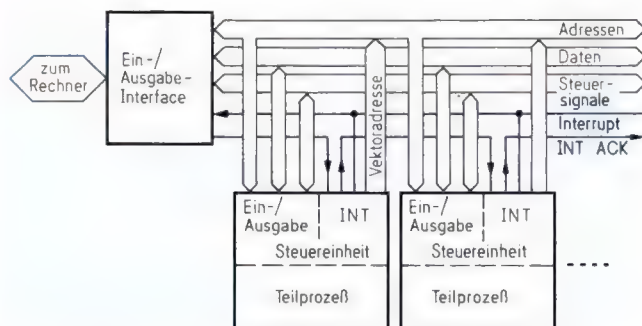 Adressen
Daten
Steuer-
signale
Interrupt
INT ACK
zum
Rechner
Ein-/
Ausgabe-
Interface
Vektoradresse
Ein-/
Ausgabe
INT
Steuereinheit
Teilprozeß
Ein-/
Ausgabe
INT
Steuereinheit
Teilprozeß